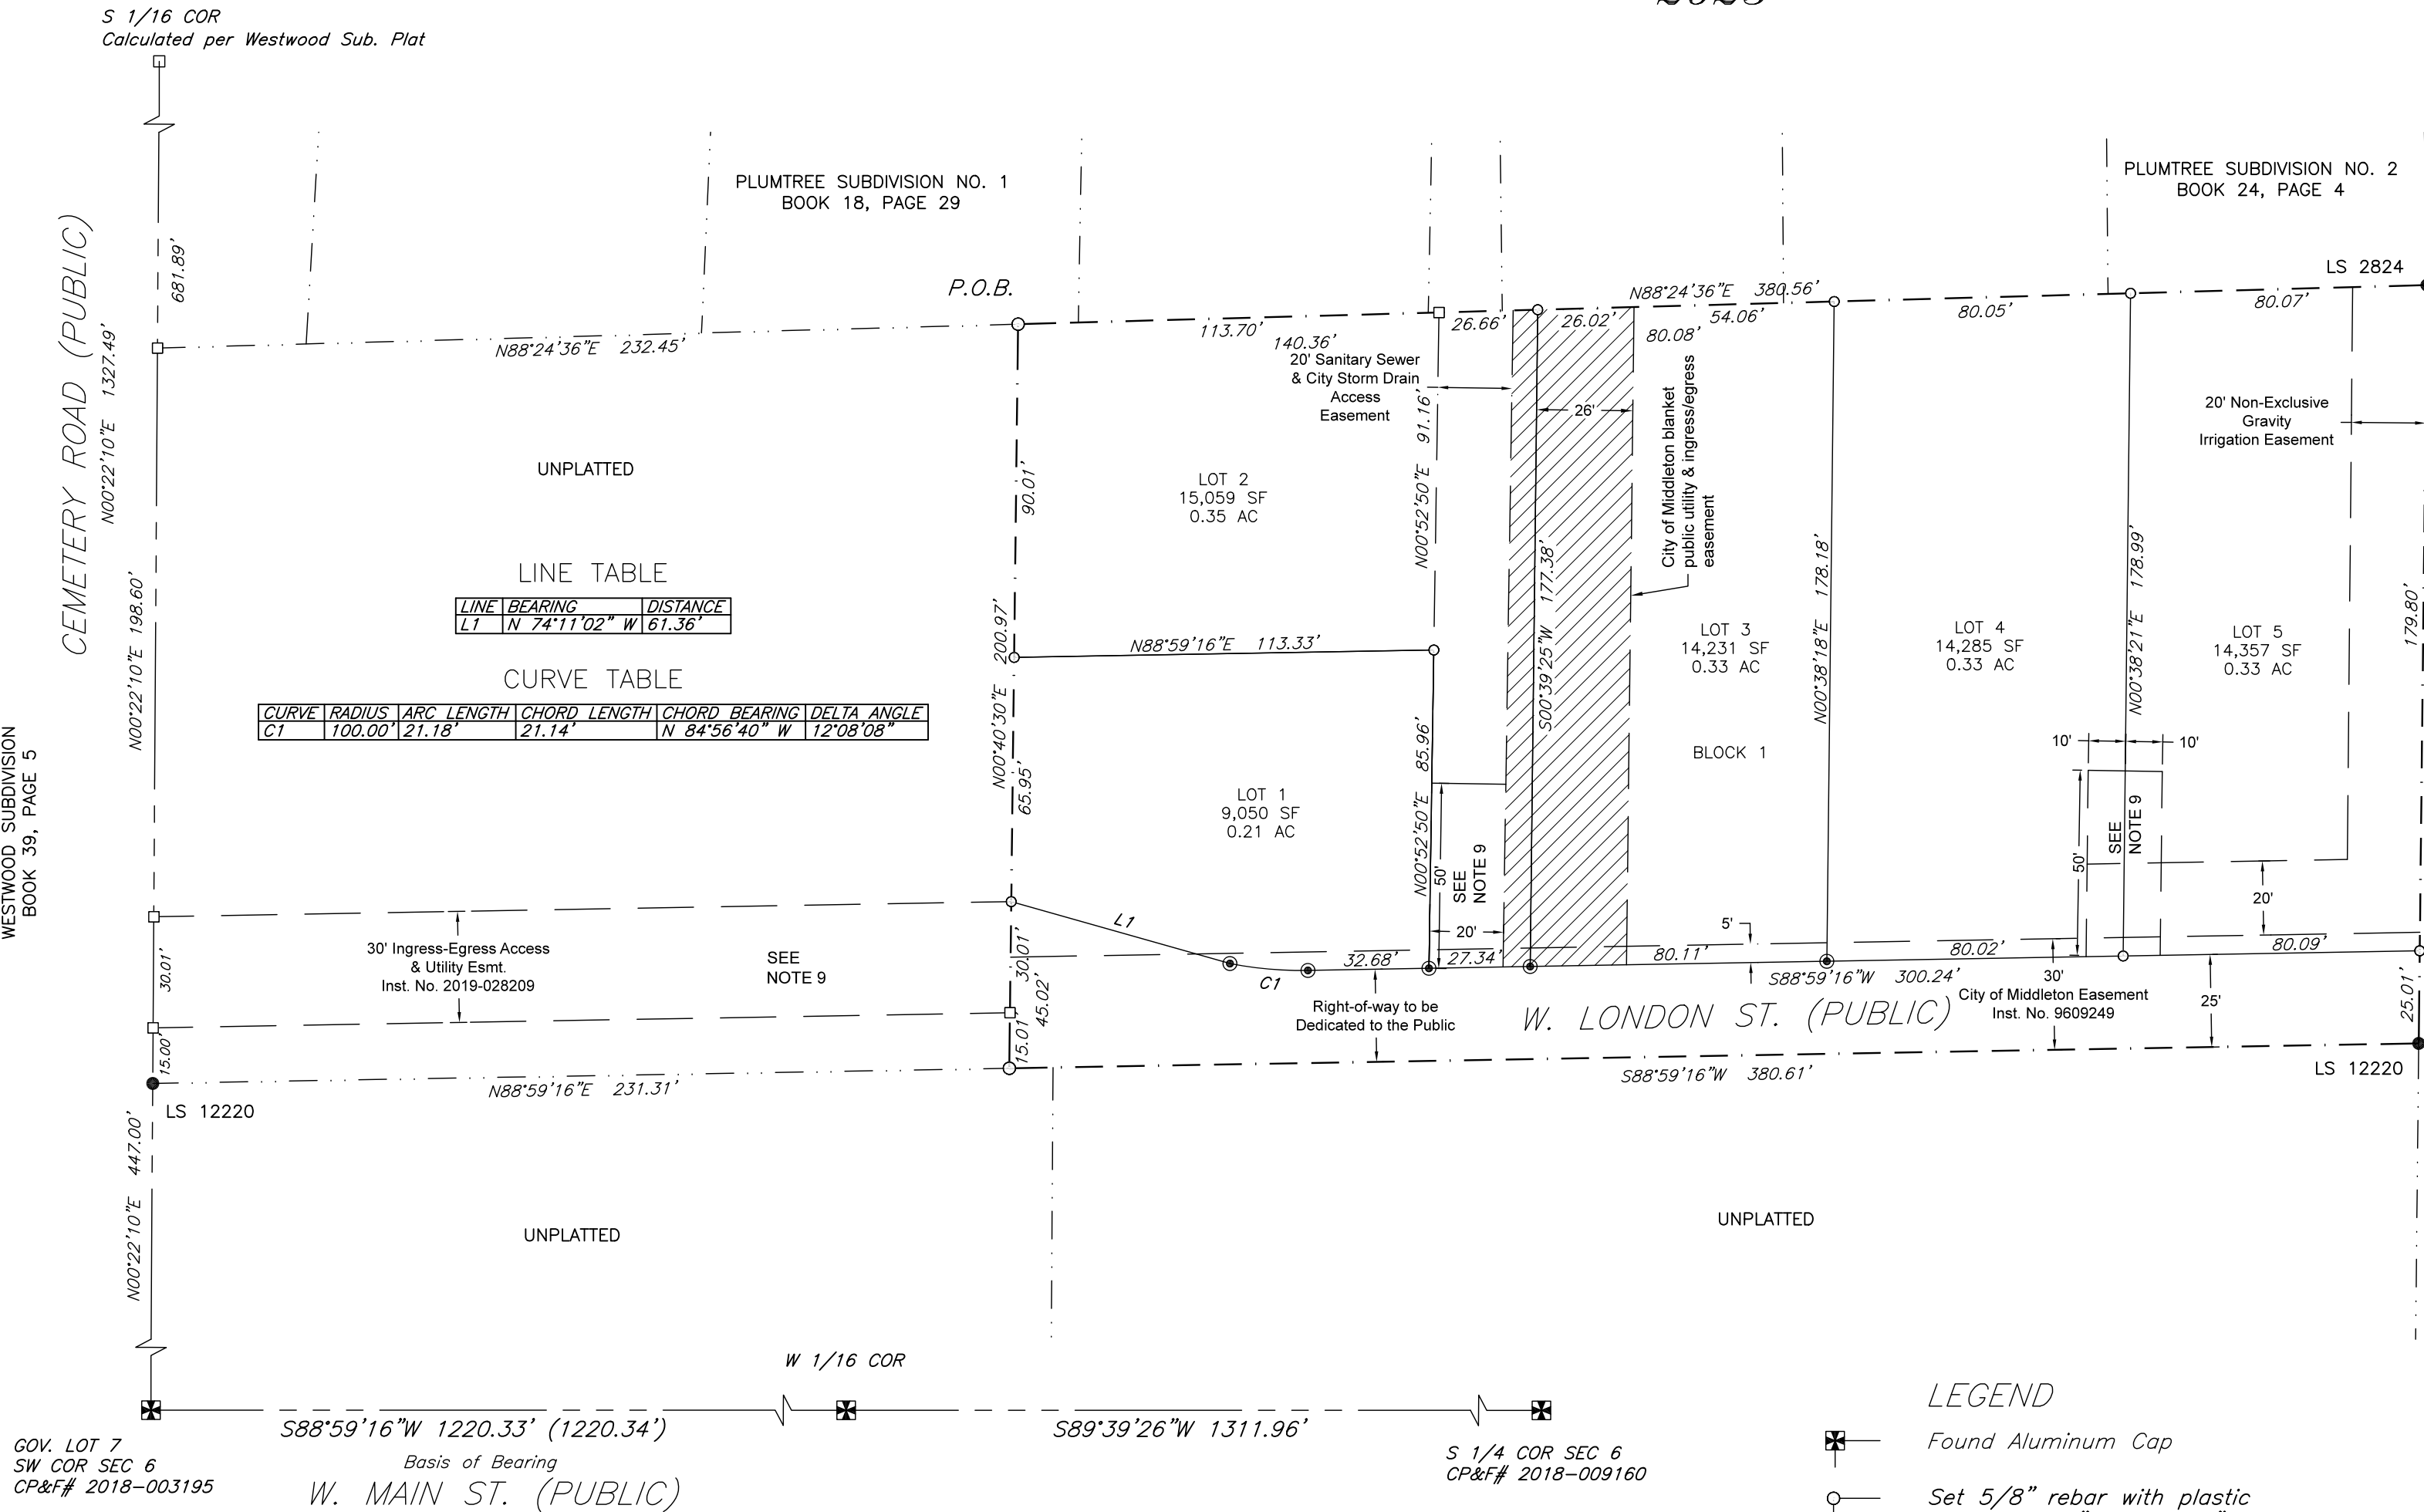 S 1/16 COR
Calculated per Westwood Sub. Plat
PLUMTREE SUBDIVISION NO. 1
BOOK 18, PAGE 29
PLUMTREE SUBDIVISION NO. 2
BOOK 24, PAGE 4
CEMETERY ROAD (PUBLIC)
N00°22'10"E 1327.49'
681.89'
P.O.B.
LS 2824
N88°24'36"E 232.45'
N88°24'36"E 380.56'
113.70'
140.36'
26.66'
26.02'
54.06'
80.08'
80.05'
80.07'
20' Sanitary Sewer
& City Storm Drain
Access
Easement
26'
City of Middleton blanket
public utility & ingress/egress
easement
20' Non-Exclusive
Gravity
Irrigation Easement
UNPLATTED
90.01'
LOT 2
15,059 SF
0.35 AC
N00°52'50"E 91.16'
LINE TABLE
LINE BEARING DISTANCE
L1 N 74°11'02" W 61.36'
CURVE TABLE
CURVE RADIUS ARC LENGTH CHORD LENGTH CHORD BEARING DELTA ANGLE
C1 100.00' 21.18' 21.14' N 84°56'40" W 12°08'08"
N00°22'10"E 198.60'
N00°40'30"E 200.97'
N88°59'16"E 113.33'
S00°39'25"W 177.38'
N00°38'18"E 178.18'
N00°38'21"E 178.99'
179.80'
LOT 3
14,231 SF
0.33 AC
LOT 4
14,285 SF
0.33 AC
LOT 5
14,357 SF
0.33 AC
BLOCK 1
WESTWOOD SUBDIVISION
BOOK 39, PAGE 5
65.95'
LOT 1
9,050 SF
0.21 AC
N00°52'50"E 85.96'
50'
SEE
NOTE 9
20'
10'
10'
50'
SEE
NOTE 9
20'
5'
L1
C1
32.68'
27.34'
80.11'
80.02'
80.09'
S88°59'16"W 300.24'
30.01'
30' Ingress-Egress Access
& Utility Esmt.
Inst. No. 2019-028209
SEE
NOTE 9
30.01'
45.02'
15.01'
15.00'
Right-of-way to be
Dedicated to the Public
W. LONDON ST. (PUBLIC)
30'
City of Middleton Easement
Inst. No. 9609249
25'
25.01'
N88°59'16"E 231.31'
S88°59'16"W 380.61'
LS 12220
LS 12220
N00°22'10"E 447.00'
UNPLATTED
UNPLATTED
W 1/16 COR
S88°59'16"W 1220.33' (1220.34')
S89°39'26"W 1311.96'
GOV. LOT 7
SW COR SEC 6
CP&F# 2018-003195
Basis of Bearing
W. MAIN ST. (PUBLIC)
S 1/4 COR SEC 6
CP&F# 2018-009160
LEGEND
Found Aluminum Cap
Set 5/8" rebar with plastic